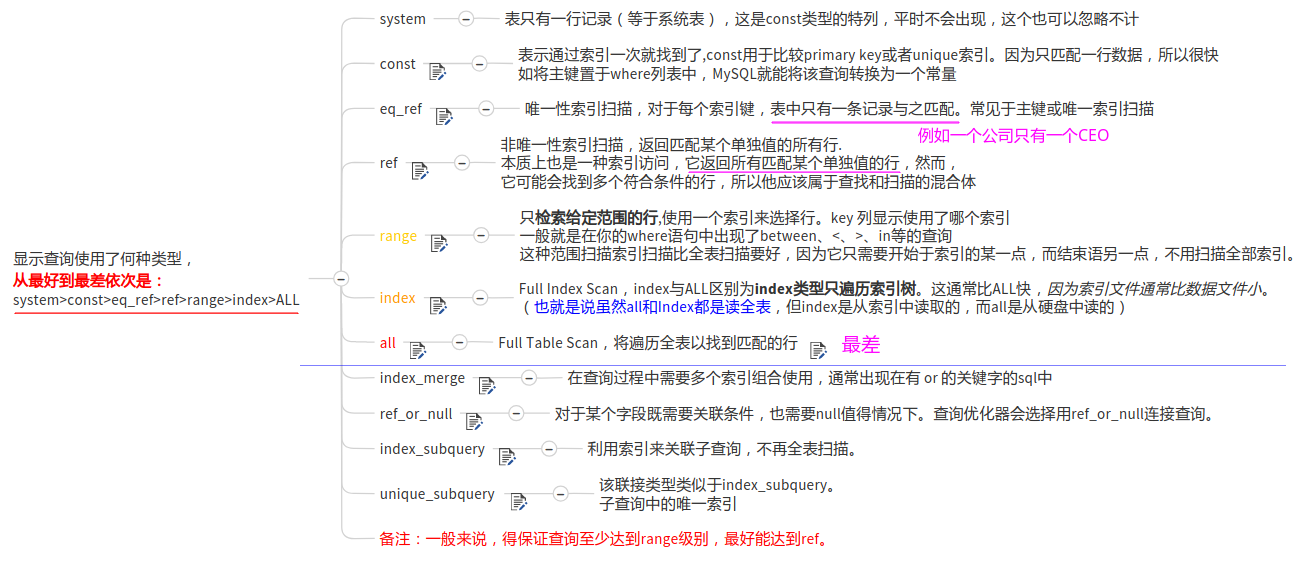 显示查询使用了何种类型，
从最好到最差依次是：
system>const>eq_ref>ref>range>index>ALL
system
表只有一行记录（等于系统表），这是const类型的特列，平时不会出现，这个也可以忽略不计
const
表示通过索引一次就找到了,const用于比较primary key或者unique索引。因为只匹配一行数据，所以很快
如将主键置于where列表中，MySQL就能将该查询转换为一个常量
eq_ref
唯一性索引扫描，对于每个索引键，表中只有一条记录与之匹配。常见于主键或唯一索引扫描
例如一个公司只有一个CEO
ref
非唯一性索引扫描，返回匹配某个单独值的所有行.
本质上也是一种索引访问，它返回所有匹配某个单独值的行，然而，
它可能会找到多个符合条件的行，所以他应该属于查找和扫描的混合体
range
只检索给定范围的行,使用一个索引来选择行。key 列显示使用了哪个索引
一般就是在你的where语句中出现了between、<、>、in等的查询
这种范围扫描索引扫描比全表扫描要好，因为它只需要开始于索引的某一点，而结束语另一点，不用扫描全部索引。
index
Full Index Scan，index与ALL区别为index类型只遍历索引树。这通常比ALL快，因为索引文件通常比数据文件小。
（也就是说虽然all和Index都是读全表，但index是从索引中读取的，而all是从硬盘中读的）
all
Full Table Scan，将遍历全表以找到匹配的行
最差
index_merge
在查询过程中需要多个索引组合使用，通常出现在有 or 的关键字的sql中
ref_or_null
对于某个字段既需要关联条件，也需要null值得情况下。查询优化器会选择用ref_or_null连接查询。
index_subquery
利用索引来关联子查询，不再全表扫描。
unique_subquery
该联接类型类似于index_subquery。
子查询中的唯一索引
备注：一般来说，得保证查询至少达到range级别，最好能达到ref。